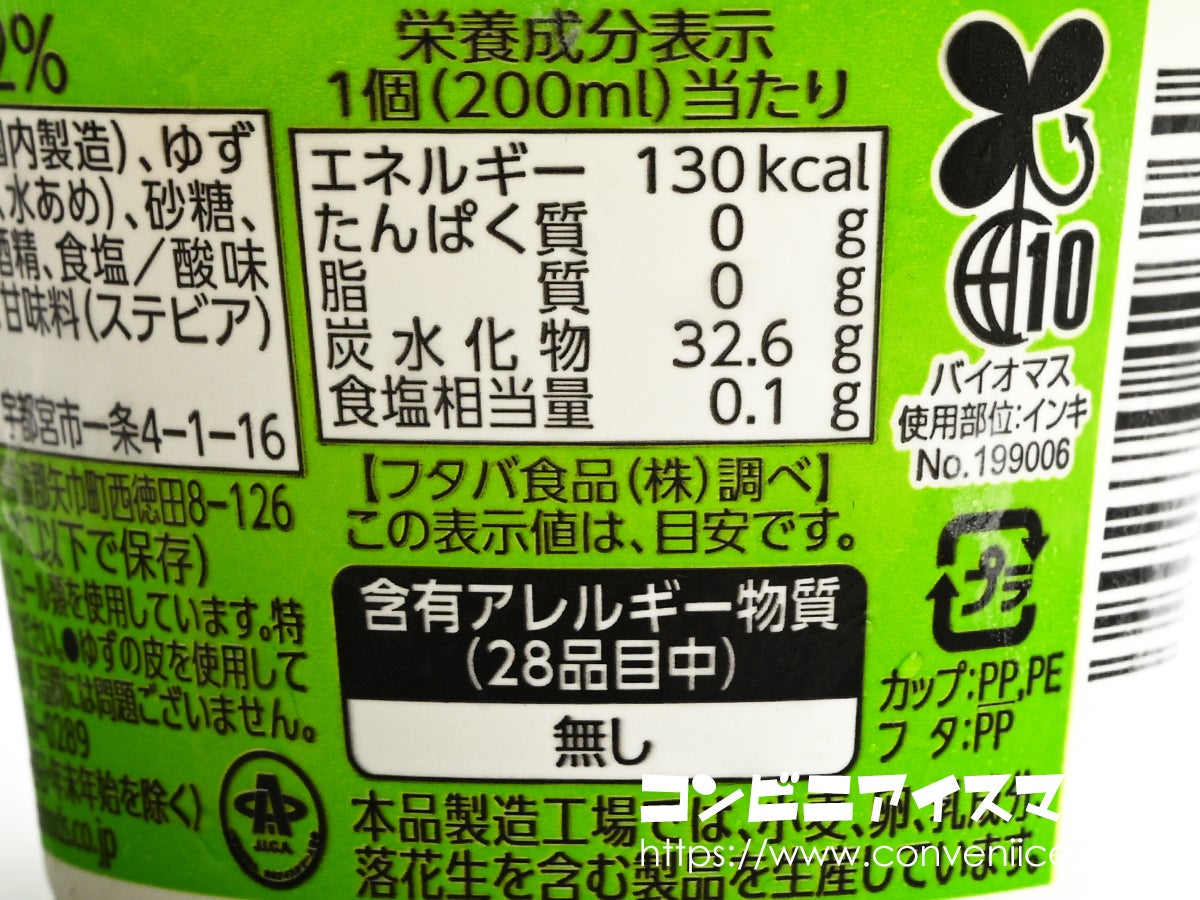 2%
内製造)、ゆず
水あめ)、砂糖、
酒精、食塩/酸味
甘味料(ステビア)
宇都宮市一条4-1-16
矢巾町西徳田8-126
以下で保存)
を使用しています。特
ゆずの皮を使用して
には問題ございません。
-0289
年末年始を除く)
s.co.jp
J.I.C.A.
栄養成分表示
1個(200ml)当たり
エネルギー 130kcal
たんぱく質 0 g
脂質 0 g
炭水化物 32.6 g
食塩相当量 0.1 g
【フタバ食品(株)調べ】
この表示値は、目安です。
含有アレルギー物質
(28品目中)
無し
本品製造工場では、小麦、卵、乳成分
落花生を含む製品を生産しています
10
バイオマス
使用部位:インキ
No.199006
プラ
カップ:PP,PE
フタ:PP
コンビニアイスマ
https://www.conveniice